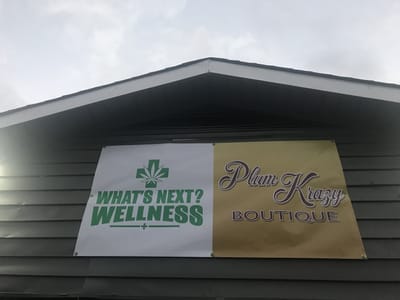 WHAT'S NEXT?
WELLNESS
Plum Krazy
BOUTIQUE